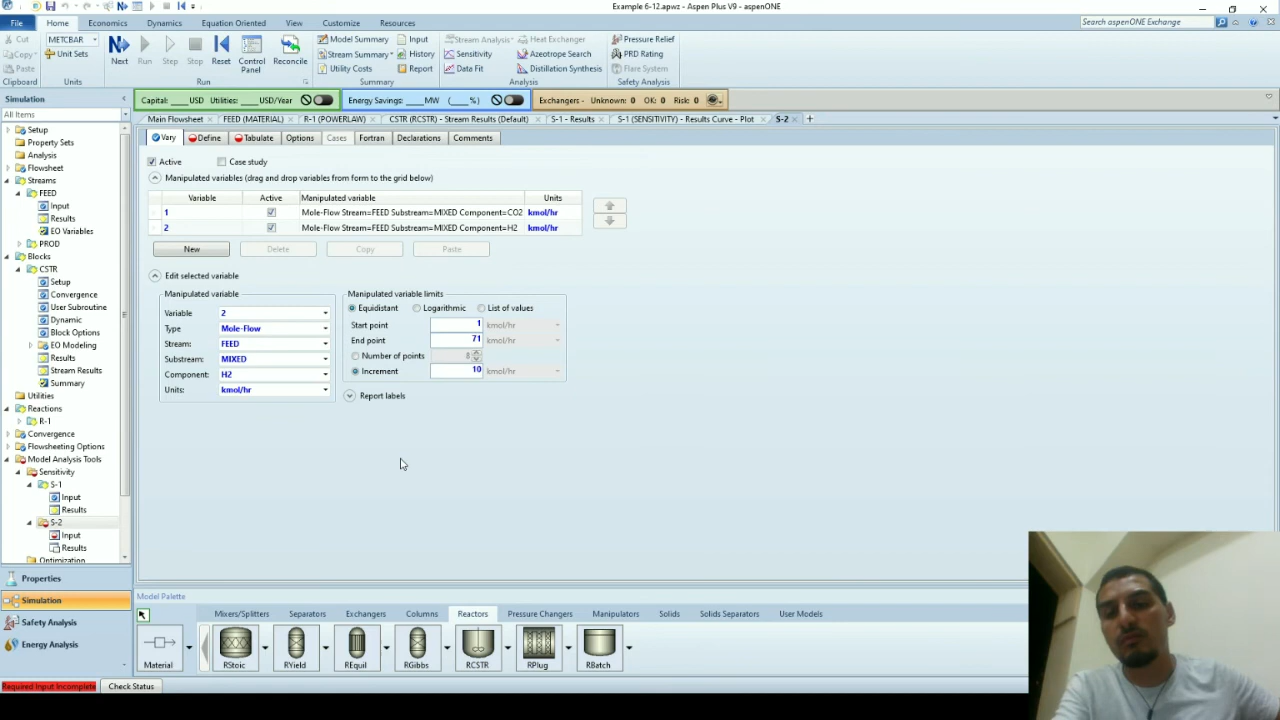 Example 6-12.apwz - Aspen Plus V9 - aspenONE
File Home Economics Dynamics Equation Oriented View Customize Resources Search aspenONE Exchange
Cut METCBAR Model Summary Input Stream Analysis Heat Exchanger Pressure Relief
Copy Unit Sets Next Run Step Stop Reset Control Panel Reconcile Stream Summary History Sensitivity Azeotrope Search PRD Rating
Paste Utility Costs Report Data Fit Distillation Synthesis Flare System
Clipboard Units Run Summary Analysis Safety Analysis
Simulation Capital: ____ USD Utilities: ____ USD/Year Energy Savings: ____ MW (____ %) Exchangers - Unknown: 0 OK: 0 Risk: 0
All Items Main Flowsheet FEED (MATERIAL) R-1 (POWERLAW) CSTR (RCSTR) - Stream Results (Default) S-1 - Results S-1 (SENSITIVITY) - Results Curve - Plot S-2
Setup
Property Sets
Analysis
Flowsheet
Streams
FEED
Input
Results
EO Variables
PROD
Blocks
CSTR
Setup
Convergence
User Subroutine
Dynamic
Block Options
EO Modeling
Results
Stream Results
Summary
Utilities
Reactions
R-1
Convergence
Flowsheeting Options
Model Analysis Tools
Sensitivity
S-1
Input
Results
S-2
Input
Results
Optimization
Properties
Simulation
Safety Analysis
Energy Analysis
Vary Define Tabulate Options Cases Fortran Declarations Comments
Active Case study
Manipulated variables (drag and drop variables from form to the grid below)
Variable Active Manipulated variable Units
1 Mole-Flow Stream=FEED Substream=MIXED Component=CO2 kmol/hr
2 Mole-Flow Stream=FEED Substream=MIXED Component=H2 kmol/hr
New Delete Copy Paste
Edit selected variable
Manipulated variable Manipulated variable limits
Variable 2 Equidistant Logarithmic List of values
Type Mole-Flow Start point 1 kmol/hr
Stream: FEED End point 71 kmol/hr
Substream: MIXED Number of points 8
Component: H2 Increment 10 kmol/hr
Units: kmol/hr Report labels
Model Palette
Mixers/Splitters Separators Exchangers Columns Reactors Pressure Changers Manipulators Solids Solids Separators User Models
Material RStoic RYield REquil RGibbs RCSTR RPlug RBatch
Required Input Incomplete Check Status